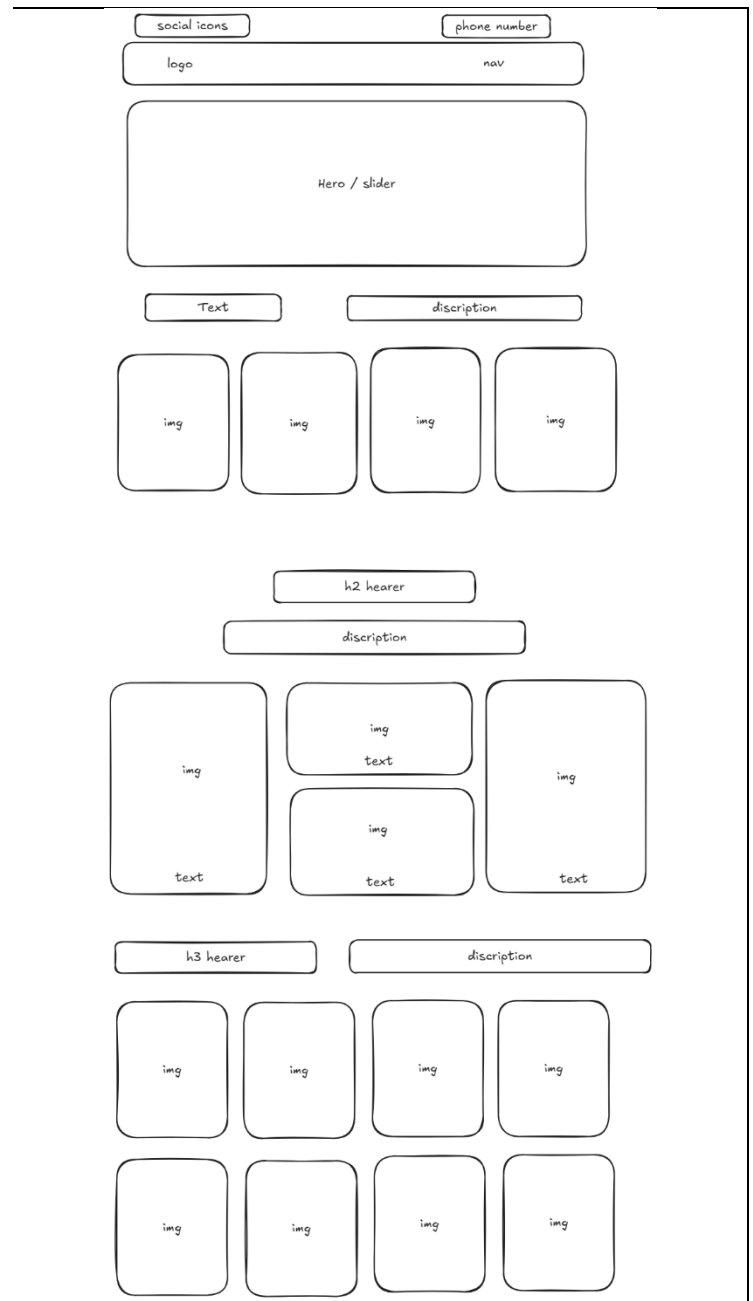 social icons
phone number
logo
nav
Hero / slider
Text
discription
img
img
img
img
h2 hearer
discription
img
text
img
text
img
text
img
text
h3 hearer
discription
img
img
img
img
img
img
img
img